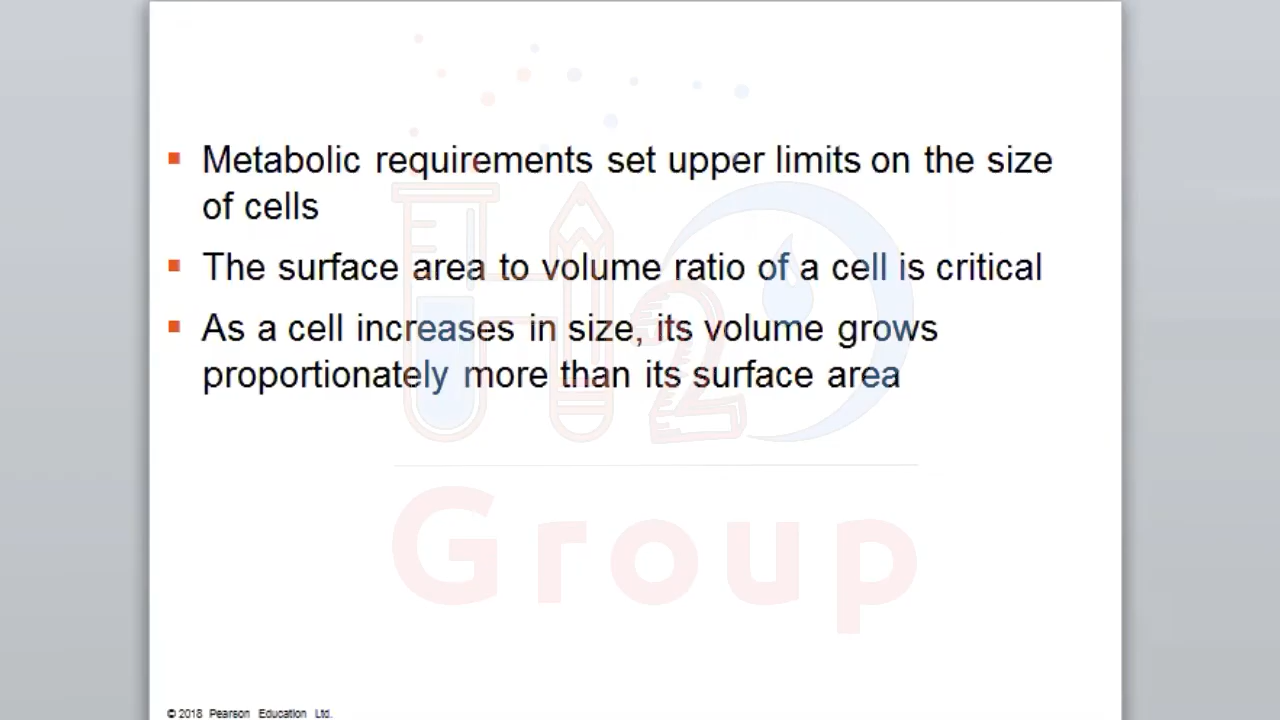 Metabolic requirements set upper limits on the size
of cells
The surface area to volume ratio of a cell is critical
As a cell increases in size, its volume grows
proportionately more than its surface area
H2O
Group
© 2018 Pearson Education Ltd.